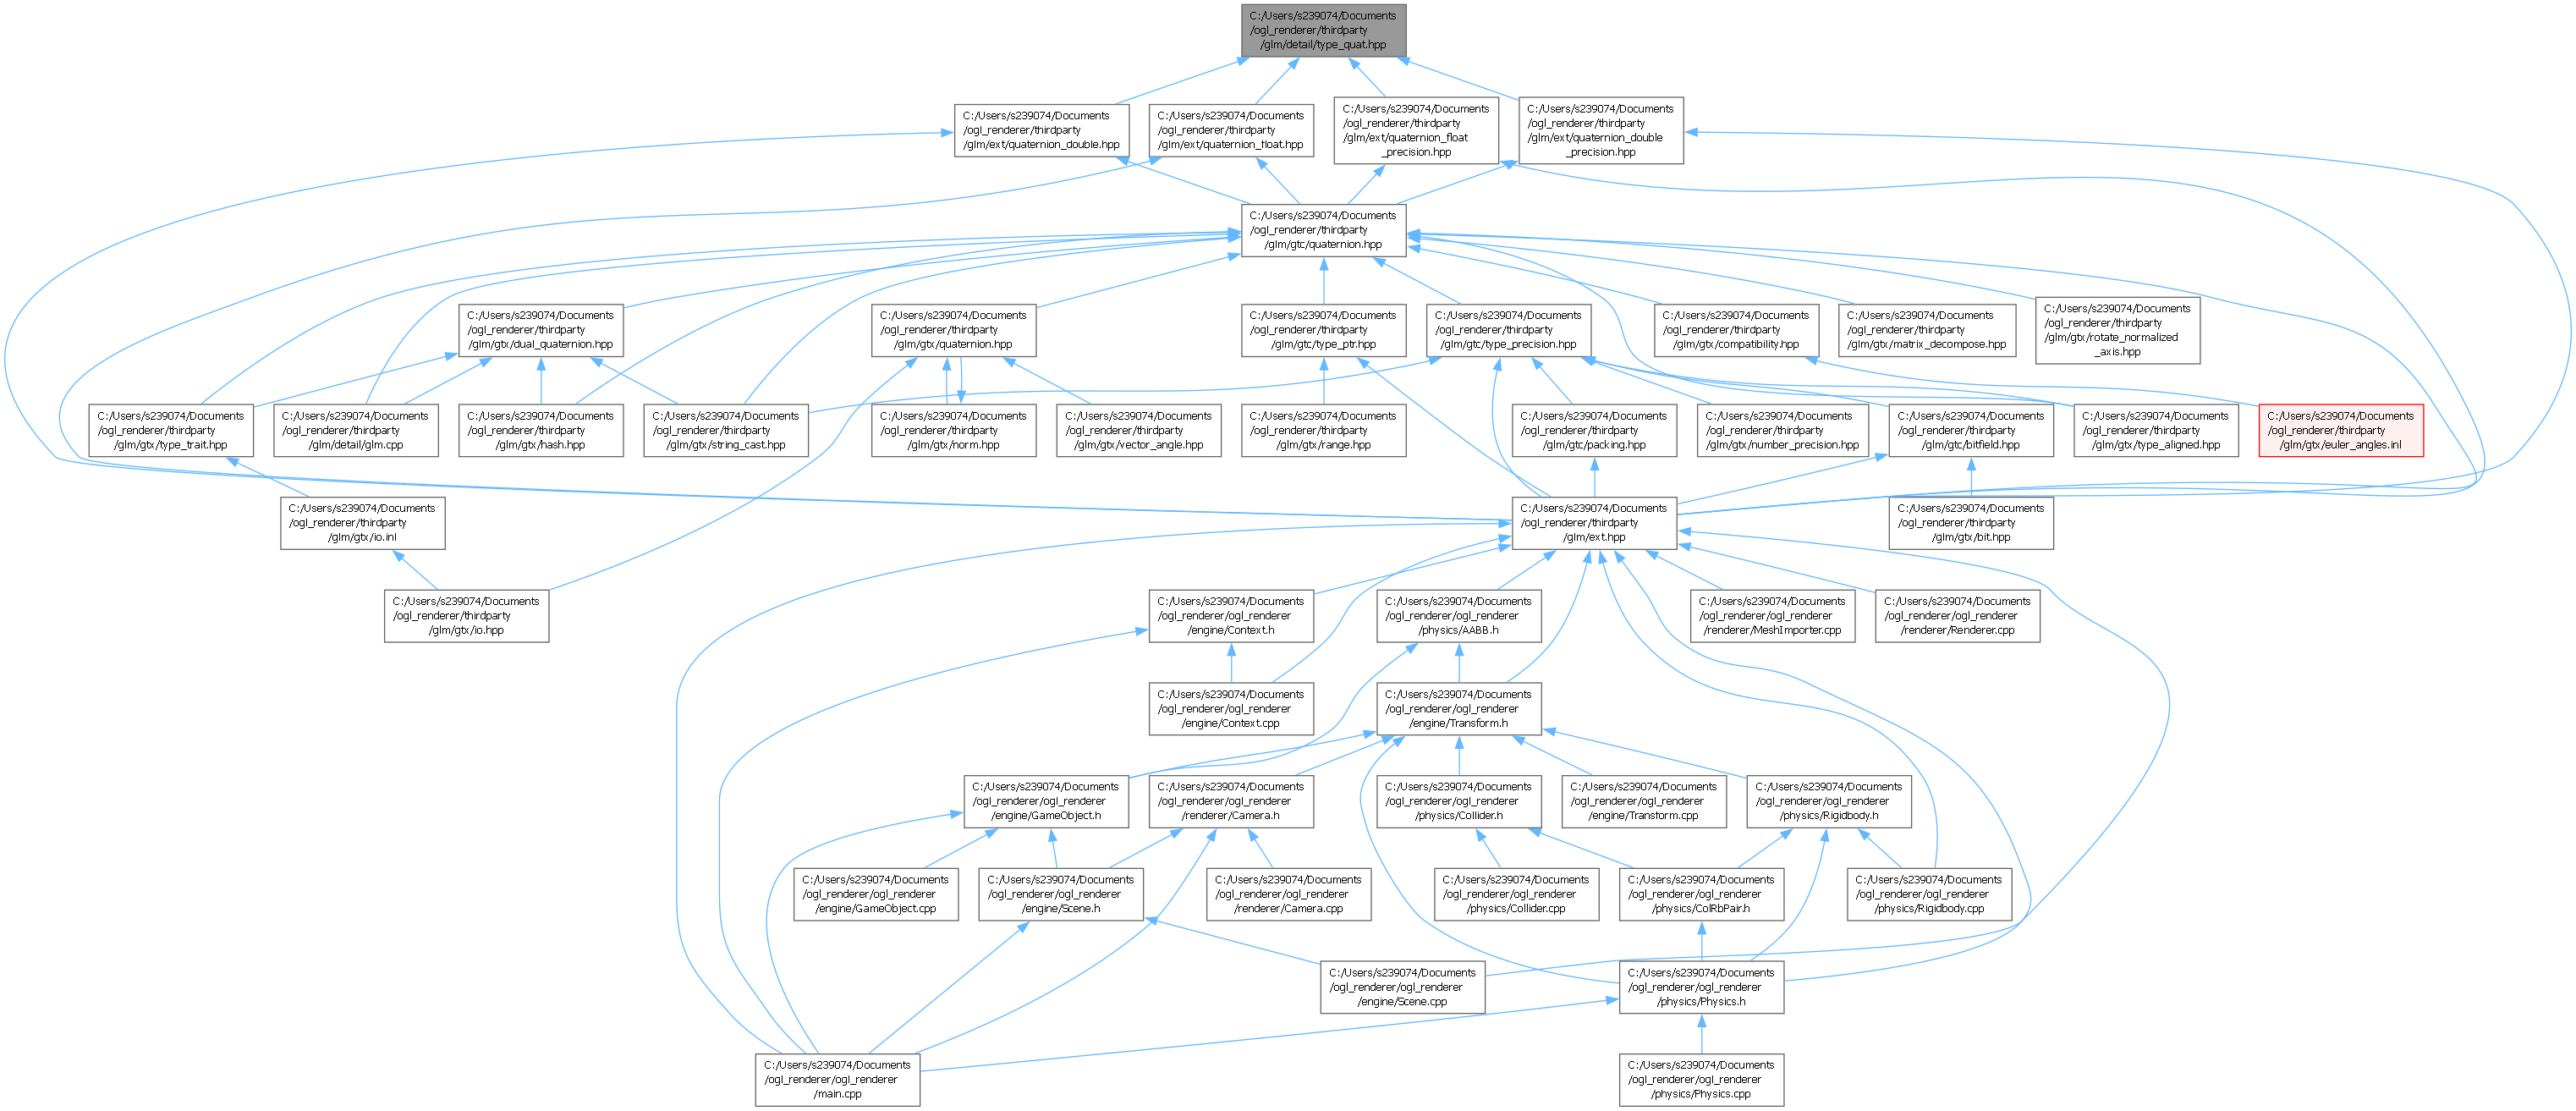 C:/Users/s239074/Documents
/ogl_renderer/thirdparty
/glm/detail/type_quat.hpp
C:/Users/s239074/Documents
/ogl_renderer/thirdparty
/glm/ext/quaternion_double.hpp
C:/Users/s239074/Documents
/ogl_renderer/thirdparty
/glm/ext/quaternion_float.hpp
C:/Users/s239074/Documents
/ogl_renderer/thirdparty
/glm/ext/quaternion_float
_precision.hpp
C:/Users/s239074/Documents
/ogl_renderer/thirdparty
/glm/ext/quaternion_double
_precision.hpp
C:/Users/s239074/Documents
/ogl_renderer/thirdparty
/glm/gtc/quaternion.hpp
C:/Users/s239074/Documents
/ogl_renderer/thirdparty
/glm/gtx/dual_quaternion.hpp
C:/Users/s239074/Documents
/ogl_renderer/thirdparty
/glm/gtx/quaternion.hpp
C:/Users/s239074/Documents
/ogl_renderer/thirdparty
/glm/gtc/type_ptr.hpp
C:/Users/s239074/Documents
/ogl_renderer/thirdparty
/glm/gtc/type_precision.hpp
C:/Users/s239074/Documents
/ogl_renderer/thirdparty
/glm/gtx/compatibility.hpp
C:/Users/s239074/Documents
/ogl_renderer/thirdparty
/glm/gtx/matrix_decompose.hpp
C:/Users/s239074/Documents
/ogl_renderer/thirdparty
/glm/gtx/rotate_normalized
_axis.hpp
C:/Users/s239074/Documents
/ogl_renderer/thirdparty
/glm/gtx/type_trait.hpp
C:/Users/s239074/Documents
/ogl_renderer/thirdparty
/glm/detail/glm.cpp
C:/Users/s239074/Documents
/ogl_renderer/thirdparty
/glm/gtx/hash.hpp
C:/Users/s239074/Documents
/ogl_renderer/thirdparty
/glm/gtx/string_cast.hpp
C:/Users/s239074/Documents
/ogl_renderer/thirdparty
/glm/gtx/norm.hpp
C:/Users/s239074/Documents
/ogl_renderer/thirdparty
/glm/gtx/vector_angle.hpp
C:/Users/s239074/Documents
/ogl_renderer/thirdparty
/glm/gtx/range.hpp
C:/Users/s239074/Documents
/ogl_renderer/thirdparty
/glm/gtc/packing.hpp
C:/Users/s239074/Documents
/ogl_renderer/thirdparty
/glm/gtx/number_precision.hpp
C:/Users/s239074/Documents
/ogl_renderer/thirdparty
/glm/gtc/bitfield.hpp
C:/Users/s239074/Documents
/ogl_renderer/thirdparty
/glm/gtx/type_aligned.hpp
C:/Users/s239074/Documents
/ogl_renderer/thirdparty
/glm/gtx/euler_angles.inl
C:/Users/s239074/Documents
/ogl_renderer/thirdparty
/glm/gtx/io.inl
C:/Users/s239074/Documents
/ogl_renderer/thirdparty
/glm/ext.hpp
C:/Users/s239074/Documents
/ogl_renderer/thirdparty
/glm/gtx/bit.hpp
C:/Users/s239074/Documents
/ogl_renderer/thirdparty
/glm/gtx/io.hpp
C:/Users/s239074/Documents
/ogl_renderer/ogl_renderer
engine/Context.h
C:/Users/s239074/Documents
/ogl_renderer/ogl_renderer
/physics/AABB.h
C:/Users/s239074/Documents
/ogl_renderer/ogl_renderer
/renderer/MeshImporter.cpp
C:/Users/s239074/Documents
/ogl_renderer/ogl_renderer
/renderer/Renderer.cpp
C:/Users/s239074/Documents
/ogl_renderer/ogl_renderer
/engine/Context.cpp
C:/Users/s239074/Documents
/ogl_renderer/ogl_renderer
/engine/Transform.h
C:/Users/s239074/Documents
/ogl_renderer/ogl_renderer
/engine/GameObject.h
C:/Users/s239074/Documents
/ogl_renderer/ogl_renderer
/renderer/Camera.h
C:/Users/s239074/Documents
/ogl_renderer/ogl_renderer
/physics/Collider.h
C:/Users/s239074/Documents
/ogl_renderer/ogl_renderer
/engine/Transform.cpp
C:/Users/s239074/Documents
/ogl_renderer/ogl_renderer
/physics/Rigidbody.h
C:/Users/s239074/Documents
/ogl_renderer/ogl_renderer
/engine/GameObject.cpp
C:/Users/s239074/Documents
/ogl_renderer/ogl_renderer
/engine/Scene.h
C:/Users/s239074/Documents
/ogl_renderer/ogl_renderer
/renderer/Camera.cpp
C:/Users/s239074/Documents
/ogl_renderer/ogl_renderer
/physics/Collider.cpp
C:/Users/s239074/Documents
/ogl_renderer/ogl_renderer
/physics/ColRbPair.h
C:/Users/s239074/Documents
/ogl_renderer/ogl_renderer
/physics/Rigidbody.cpp
C:/Users/s239074/Documents
/ogl_renderer/ogl_renderer
/engine/Scene.cpp
C:/Users/s239074/Documents
/ogl_renderer/ogl_renderer
/physics/Physics.h
C:/Users/s239074/Documents
/ogl_renderer/ogl_renderer
/main.cpp
C:/Users/s239074/Documents
/ogl_renderer/ogl_renderer
/physics/Physics.cpp